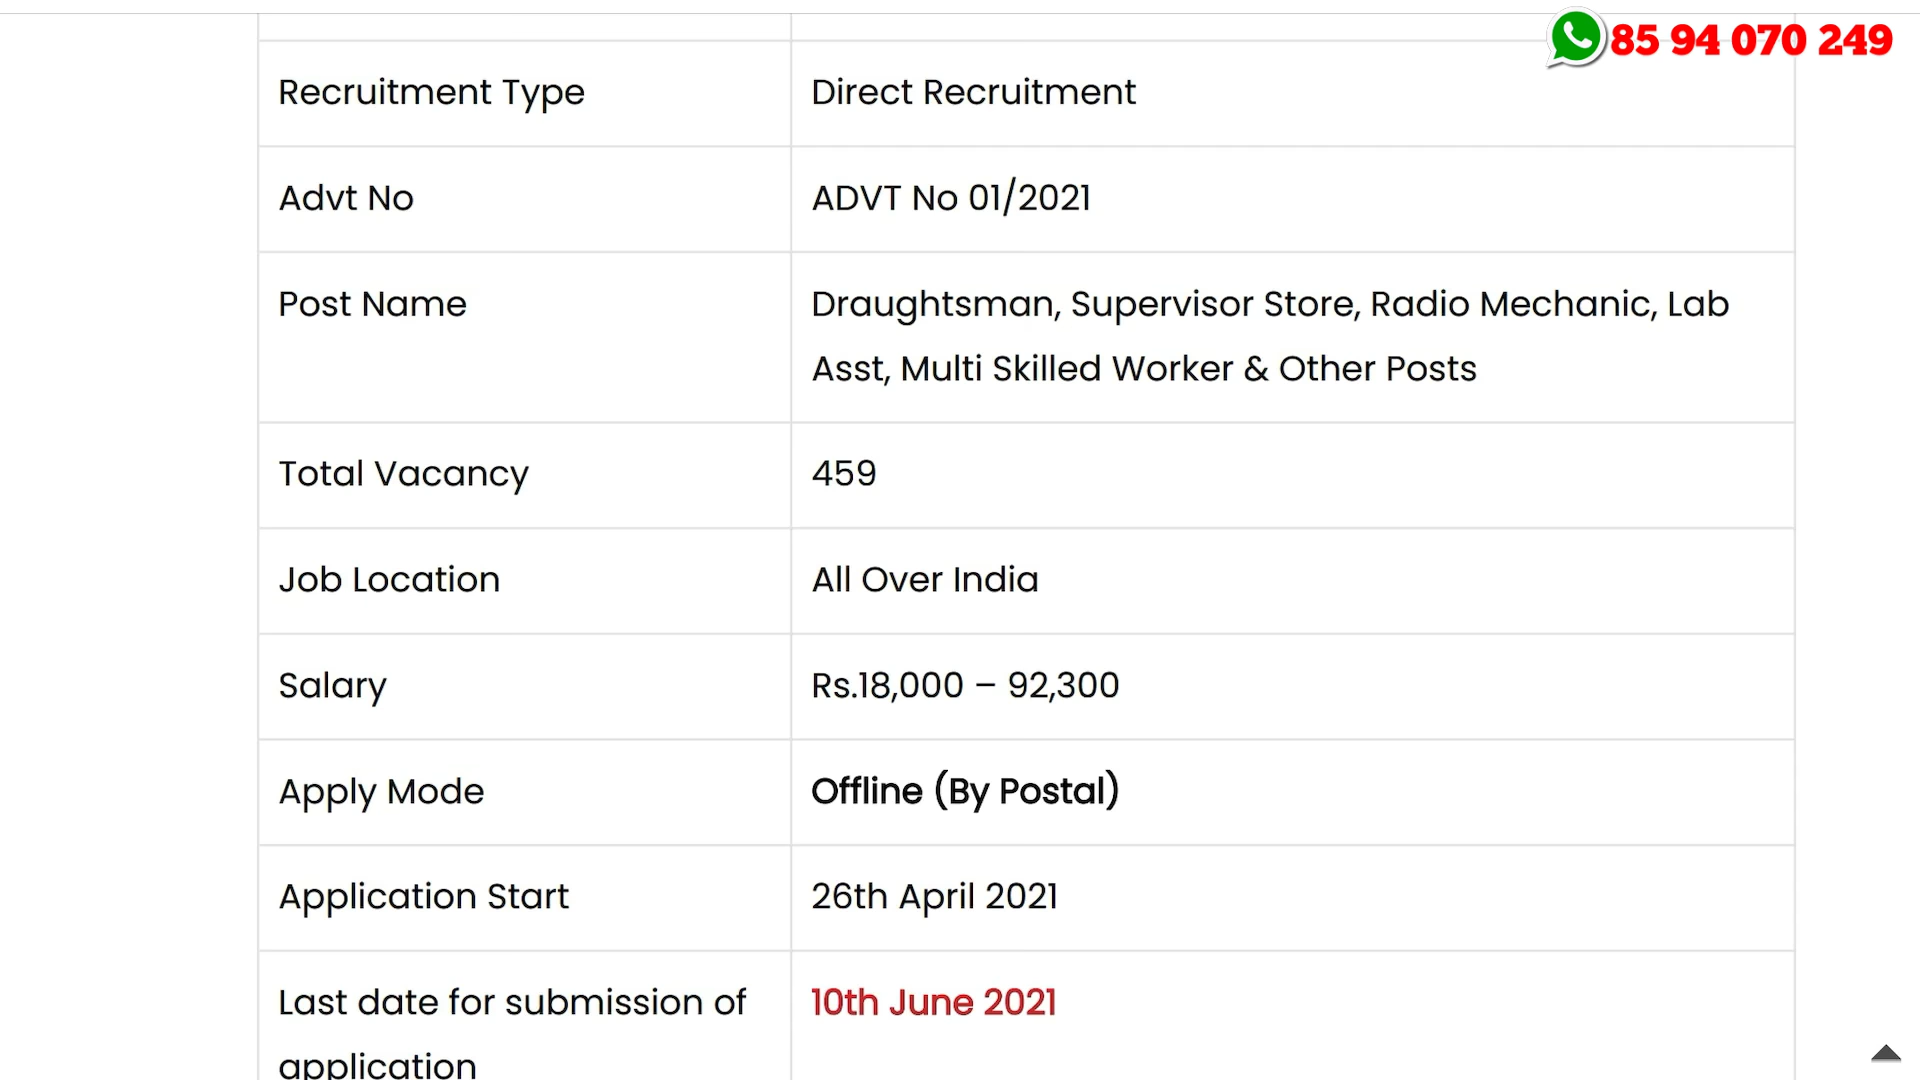 85 94 070 249
Recruitment Type
Direct Recruitment
Advt No
ADVT No 01/2021
Post Name
Draughtsman, Supervisor Store, Radio Mechanic, Lab
Asst, Multi Skilled Worker & Other Posts
Total Vacancy
459
Job Location
All Over India
Salary
Rs.18,000 – 92,300
Apply Mode
Offline (By Postal)
Application Start
26th April 2021
Last date for submission of
application
10th June 2021